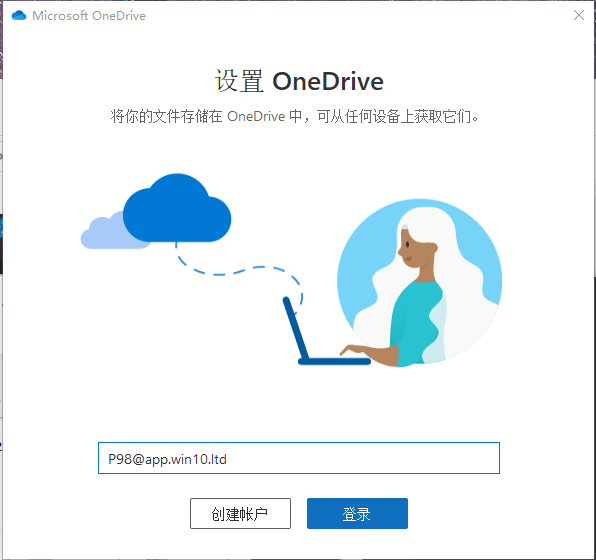 Microsoft OneDrive
设置 OneDrive
将你的文件存储在 OneDrive 中，可从任何设备上获取它们。
P98@app.win10.ltd
创建帐户
登录